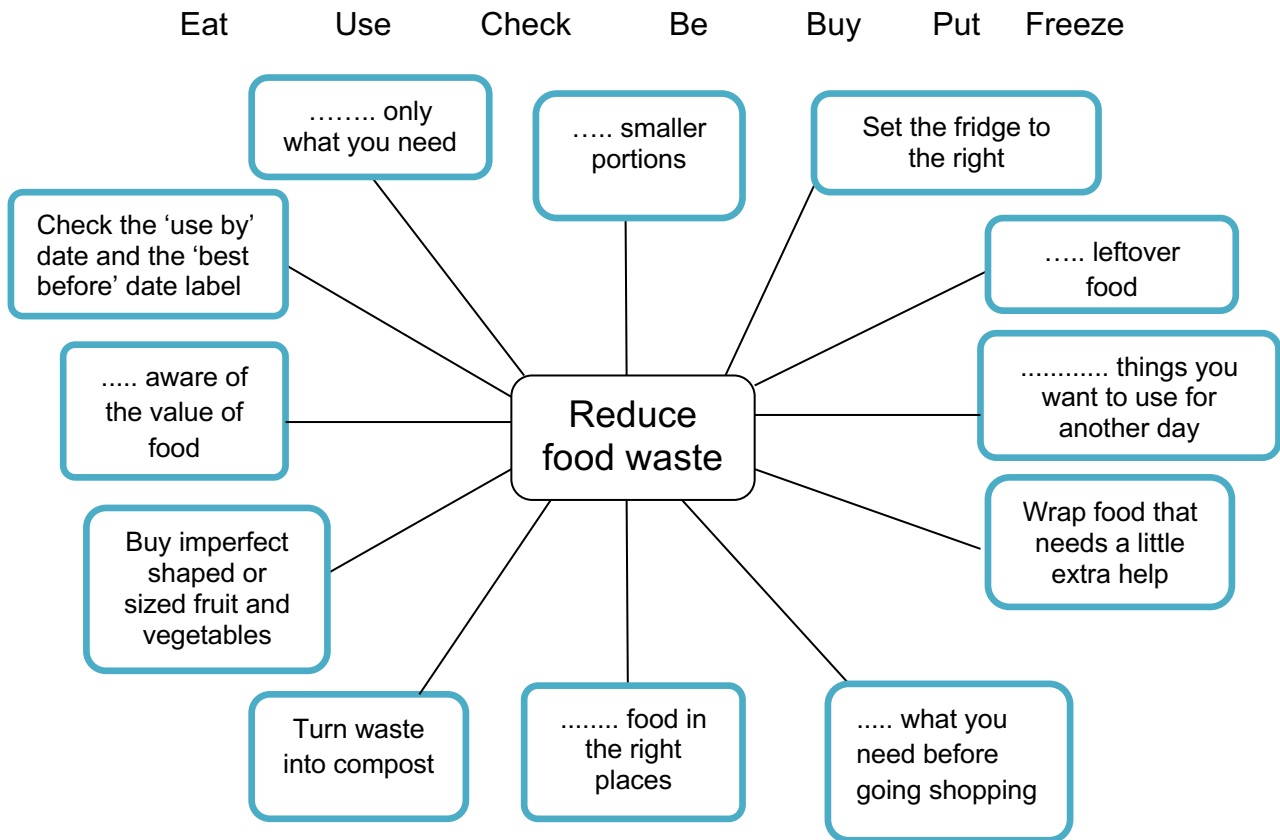 Eat Use Check Be Buy Put Freeze
…….. only
what you need
….. smaller
portions
Set the fridge to
the right
Check the ‘use by’
date and the ‘best
before’ date label
….. leftover
food
..... aware of
the value of
food
Reduce
food waste
............ things you
want to use for
another day
Buy imperfect
shaped or
sized fruit and
vegetables
Wrap food that
needs a little
extra help
Turn waste
into compost
........ food in
the right
places
..... what you
need before
going shopping